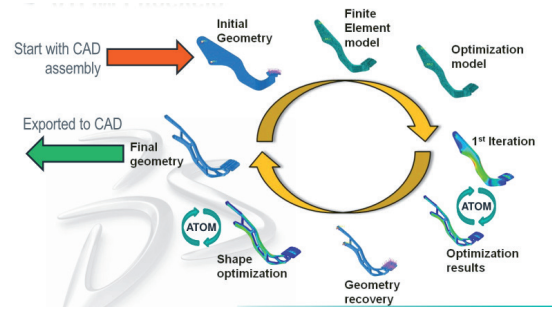 Start with CAD
assembly
Initial
Geometry
Finite
Element
model
Optimization
model
1st Iteration
ATOM
Optimization
results
Geometry
recovery
Shape
optimization
ATOM
Final
geometry
Exported to CAD